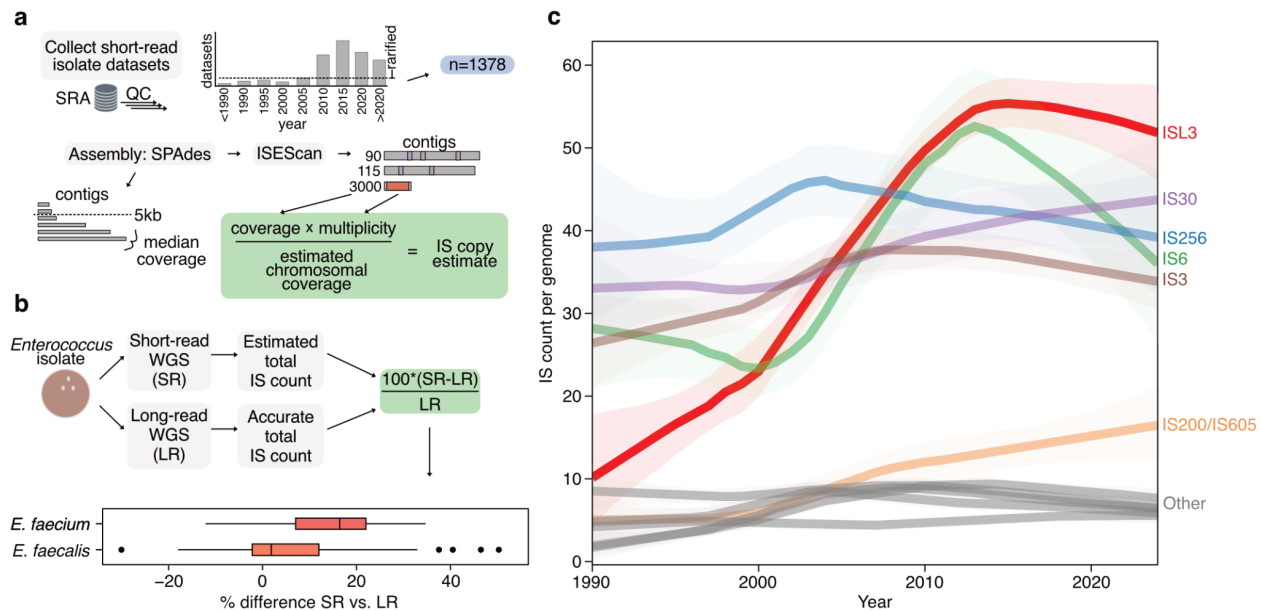 a
Collect short-read
isolate datasets
SRA
QC
datasets
rarified
<1990
1990
1995
2000
2005
2010
2015
2020
>2020
year
n=1378
Assembly: SPAdes
ISEScan
contigs
90
115
3000
contigs
5kb
median
coverage
coverage x multiplicity
estimated
chromosomal
coverage
=
IS copy
estimate
b
Enterococcus
isolate
Short-read
WGS
(SR)
Estimated
total
IS count
Long-read
WGS
(LR)
Accurate
total
IS count
100*(SR-LR)
LR
E. faecium
E. faecalis
−20
0
20
40
% difference SR vs. LR
c
IS count per genome
60
50
40
30
20
10
0
1990
2000
2010
2020
Year
ISL3
IS30
IS256
IS6
IS3
IS200/IS605
Other